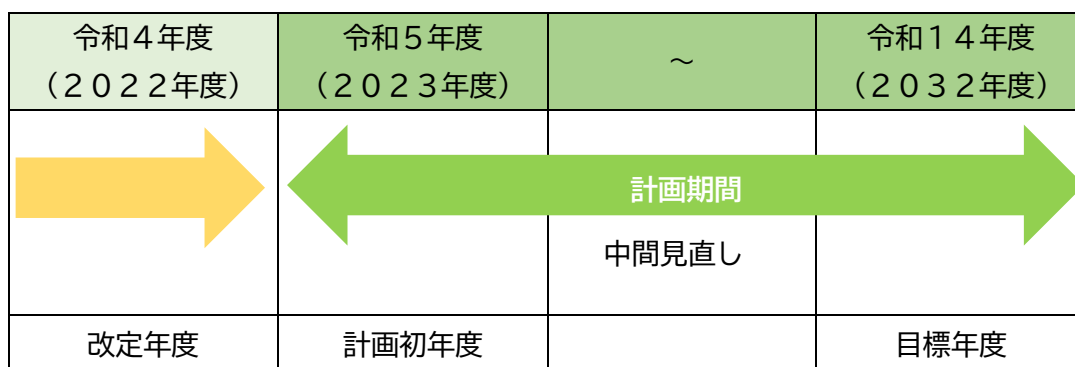 令和４年度
（２０２２年度）
令和５年度
（２０２３年度）
～
令和１４年度
（２０３２年度）
計画期間
中間見直し
改定年度
計画初年度
目標年度